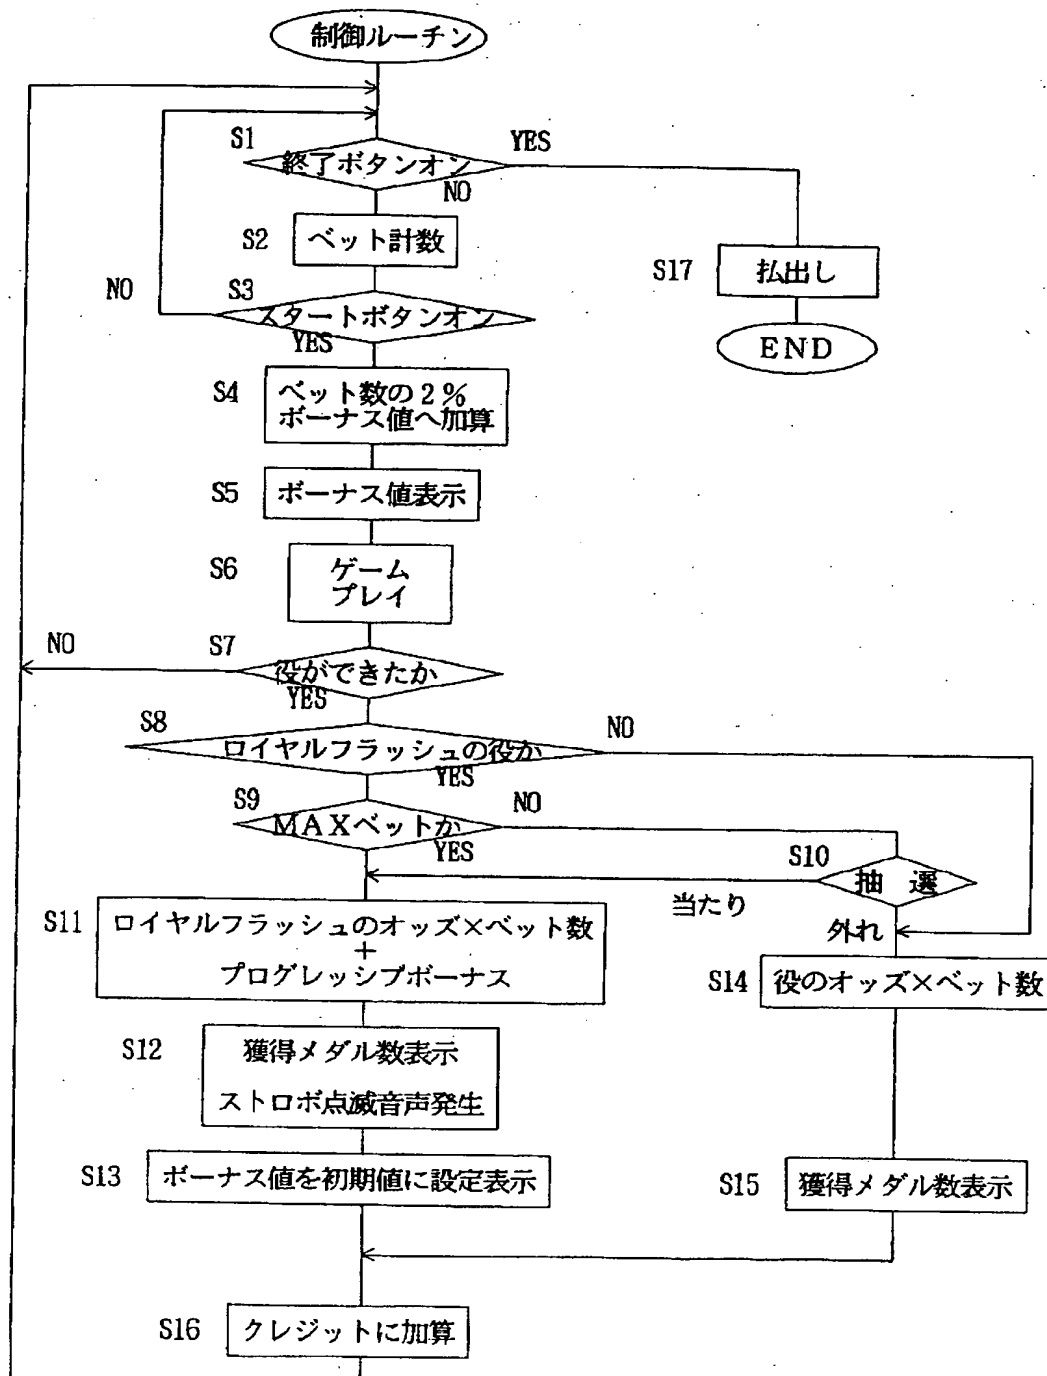 制御ルーチン
S1
YES
終了ボタンオン
NO
S2
ベット計数
S17
払出し
NO
S3
スタートボタンオン
YES
END
S4
ベット数の2%
ボーナス値へ加算
S5
ボーナス値表示
S6
ゲーム
プレイ
NO
S7
役ができたか
YES
S8
NO
ロイヤルフラッシュの役か
YES
S9
NO
MAXベットか
YES
S10
抽 選
当たり
外れ
S11
ロイヤルフラッシュのオッズ×ベット数
+
プログレッシブボーナス
S14
役のオッズ×ベット数
S12
獲得メダル数表示
ストロボ点滅音声発生
S13
ボーナス値を初期値に設定表示
S15
獲得メダル数表示
S16
クレジットに加算